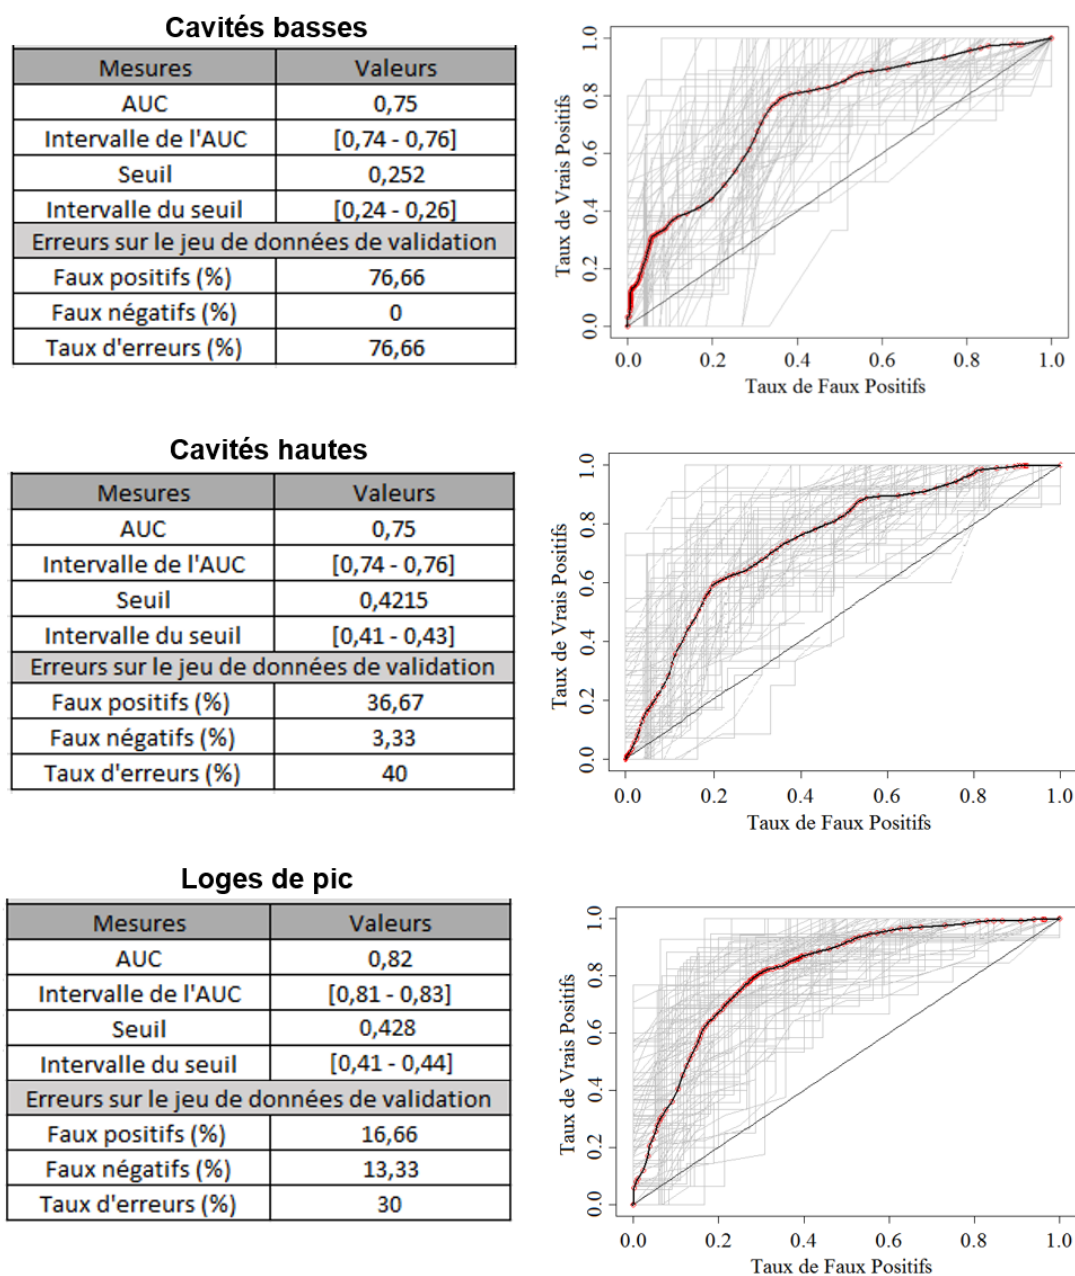 Cavités basses
Mesures Valeurs
AUC 0,75
Intervalle de l'AUC [0,74 - 0,76]
Seuil 0,252
Intervalle du seuil [0,24 - 0,26]
Erreurs sur le jeu de données de validation
Faux positifs (%) 76,66
Faux négatifs (%) 0
Taux d'erreurs (%) 76,66
Taux de Vrais Positifs
0.0 0.2 0.4 0.6 0.8 1.0
0.0 0.2 0.4 0.6 0.8 1.0
Taux de Faux Positifs
Cavités hautes
Mesures Valeurs
AUC 0,75
Intervalle de l'AUC [0,74 - 0,76]
Seuil 0,4215
Intervalle du seuil [0,41 - 0,43]
Erreurs sur le jeu de données de validation
Faux positifs (%) 36,67
Faux négatifs (%) 3,33
Taux d'erreurs (%) 40
Taux de Vrais Positifs
0.0 0.2 0.4 0.6 0.8 1.0
0.0 0.2 0.4 0.6 0.8 1.0
Taux de Faux Positifs
Loges de pic
Mesures Valeurs
AUC 0,82
Intervalle de l'AUC [0,81 - 0,83]
Seuil 0,428
Intervalle du seuil [0,41 - 0,44]
Erreurs sur le jeu de données de validation
Faux positifs (%) 16,66
Faux négatifs (%) 13,33
Taux d'erreurs (%) 30
Taux de Vrais Positifs
0.0 0.2 0.4 0.6 0.8 1.0
0.0 0.2 0.4 0.6 0.8 1.0
Taux de Faux Positifs